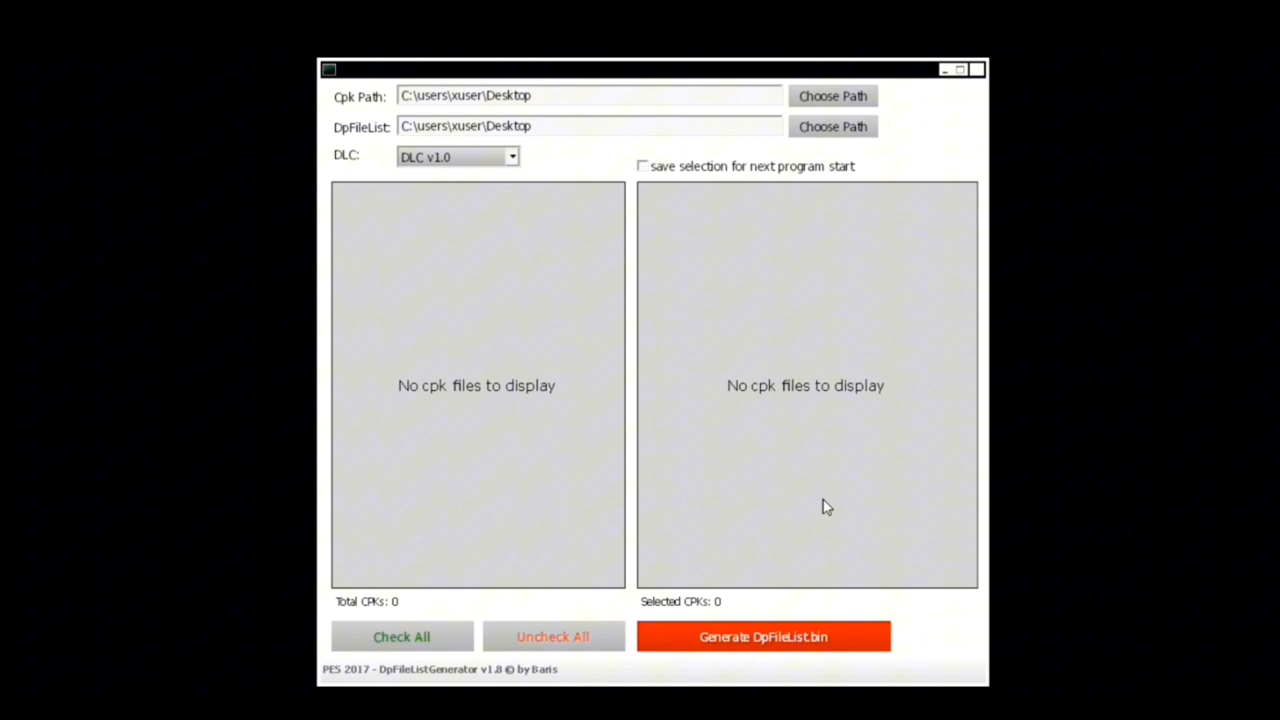 Cpk Path: C:\users\xuser\Desktop Choose Path
DpFileList: C:\users\xuser\Desktop Choose Path
DLC: DLC v1.0
save selection for next program start
No cpk files to display
No cpk files to display
Total CPKs: 0
Selected CPKs: 0
Check All
Uncheck All
Generate DpFileList.bin
PES 2017 - DpFileListGenerator v1.8 © by Baris